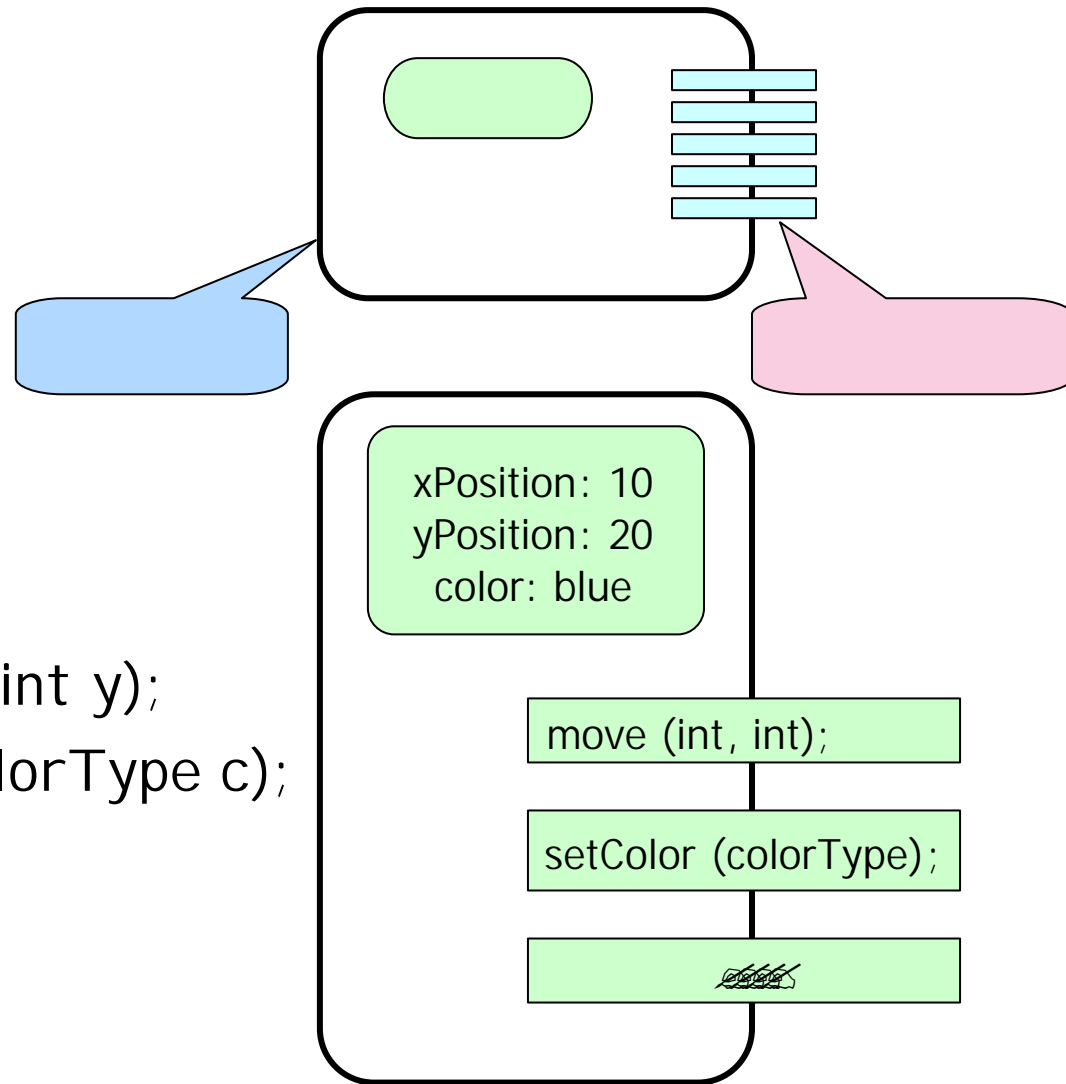 xPosition: 10
yPosition: 20
color: blue
int y);
lorType c);
move (int, int);
setColor (colorType);